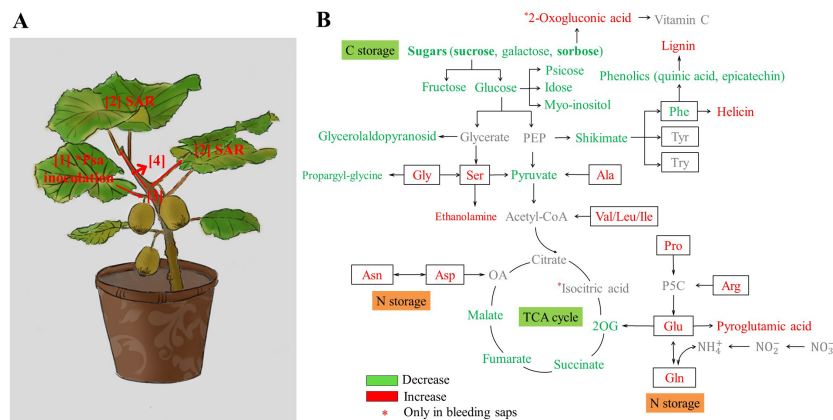 A
[2] SAR
[1] *Psa
inoculation
[4]
[2] SAR
[3]
B
*2-Oxogluconic acid
Vitamin C
C storage
Sugars (sucrose, galactose, sorbose)
Lignin
Fructose
Glucose
Psicose
Idose
Myo-inositol
Phenolics (quinic acid, epicatechin)
Phe
Helicin
Glycerolaldopyranosid
Glycerate
PEP
Shikimate
Tyr
Try
Propargyl-glycine
Gly
Ser
Pyruvate
Ala
Ethanolamine
Acetyl-CoA
Val/Leu/Ile
Citrate
Pro
Asn
Asp
OA
*Isocitric acid
P5C
Arg
N storage
Malate
TCA cycle
2OG
Glu
Pyroglutamic acid
Fumarate
Succinate
NH₄⁺
NO₂⁻
NO₃⁻
Gln
N storage
Decrease
Increase
* Only in bleeding saps